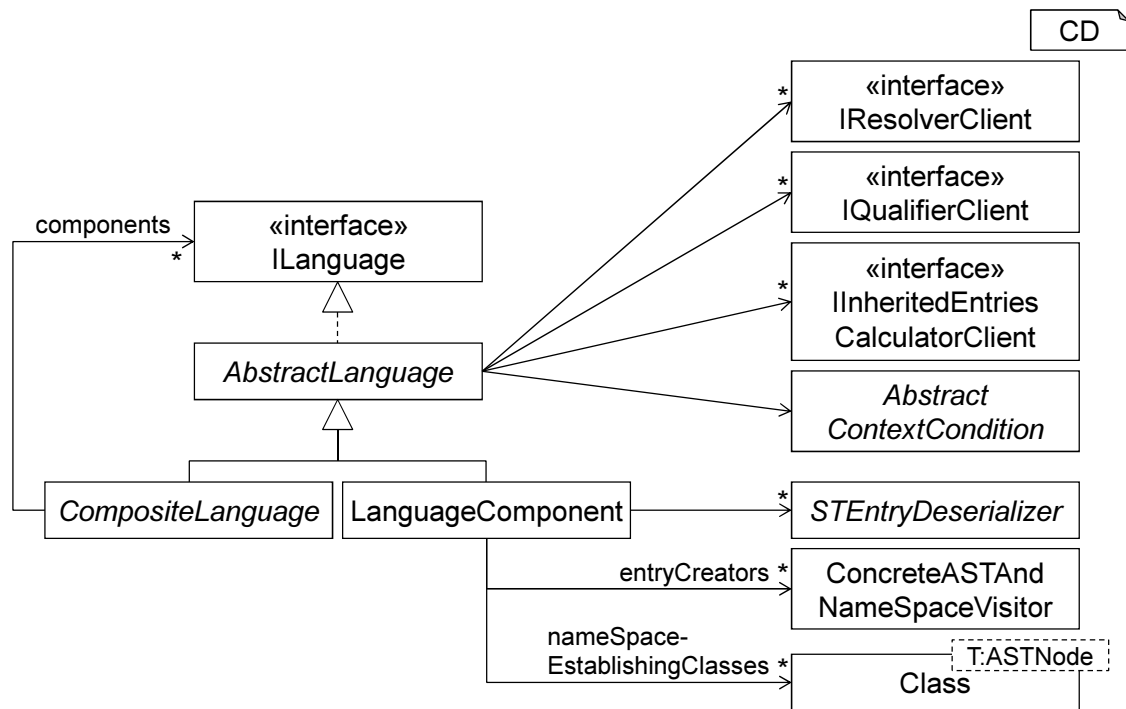 CD
«interface»
IResolverClient
*
«interface»
IQualifierClient
*
components
*
«interface»
ILanguage
«interface»
IInheritedEntries
CalculatorClient
*
AbstractLanguage
Abstract
ContextCondition
CompositeLanguage
LanguageComponent
*
STEntryDeserializer
entryCreators
*
ConcreteASTAnd
NameSpaceVisitor
nameSpace-
EstablishingClasses
*
T:ASTNode
Class